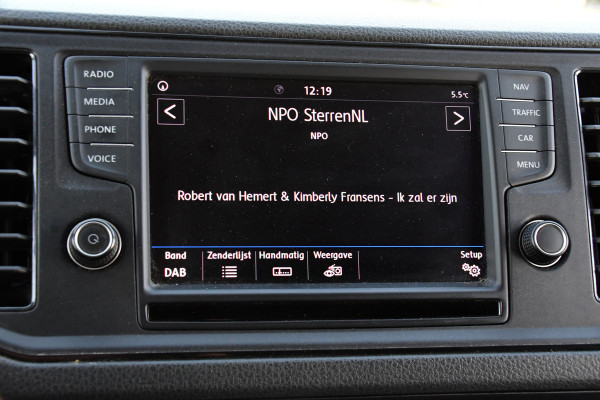 RADIO
MEDIA
PHONE
VOICE
12:19
5.5°C
<
NPO SterrenNL
>
NPO
Robert van Hemert & Kimberly Fransens - Ik zal er zijn
Band
DAB
Zenderlijst
Handmatig
Weergave
Setup
NAV
TRAFFIC
CAR
MENU